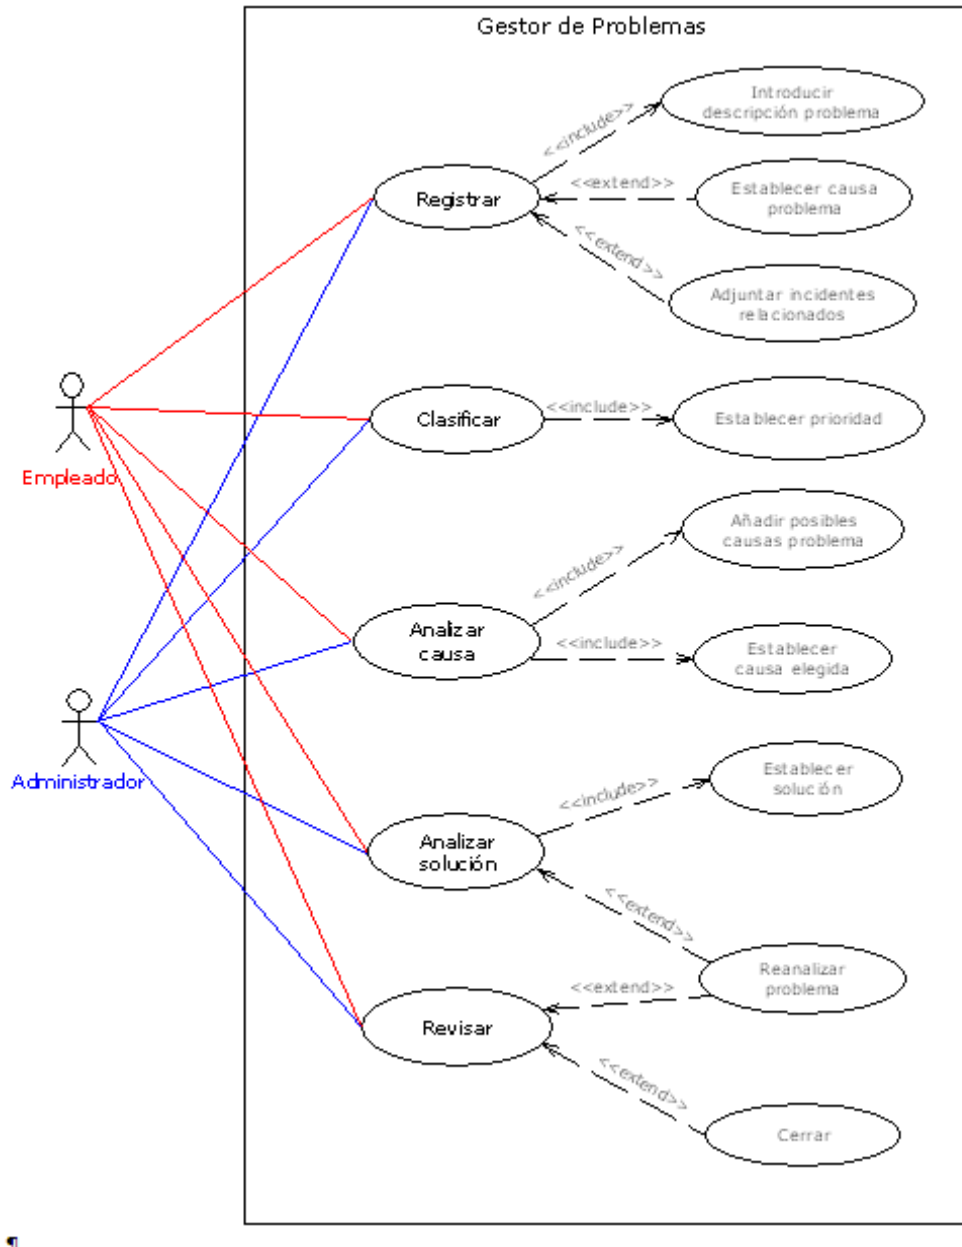 Gestor de Problemas
Introducir
descripción problema
<<include>>
Registrar
<<extend>>
Establecer causa
problema
<<extend>>
Adjuntar incidentes
relacionados
Empleado
Clasificar
<<include>>
Establecer prioridad
Añadir posibles
causas problema
<<include>>
Analizar
causa
<<include>>
Establecer
causa elegida
Administrador
Establecer
solución
<<include>>
Analizar
solución
<<extend>>
Reanalizar
problema
<<extend>>
Revisar
<<extend>>
Cerrar
¶